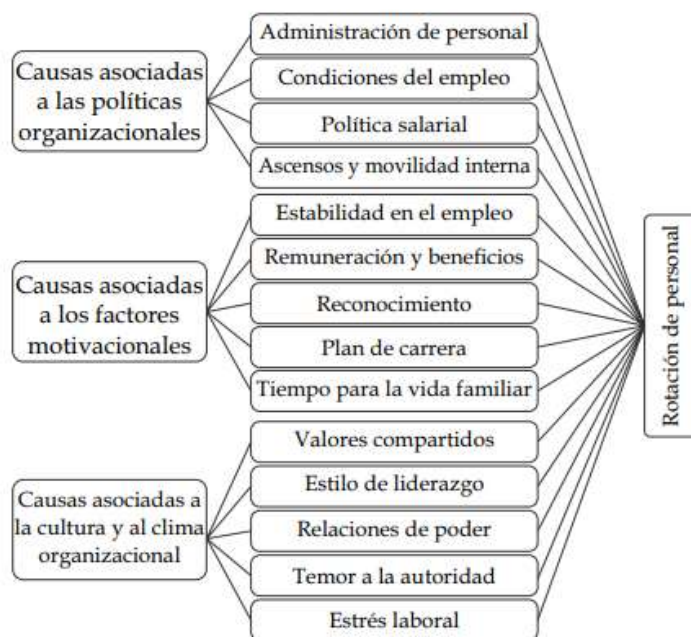 Causas asociadas
a las políticas
organizacionales
Administración de personal
Condiciones del empleo
Política salarial
Ascensos y movilidad interna
Causas asociadas
a los factores
motivacionales
Estabilidad en el empleo
Remuneración y beneficios
Reconocimiento
Plan de carrera
Tiempo para la vida familiar
Causas asociadas a
la cultura y al clima
organizacional
Valores compartidos
Estilo de liderazgo
Relaciones de poder
Temor a la autoridad
Estrés laboral
Rotación de personal